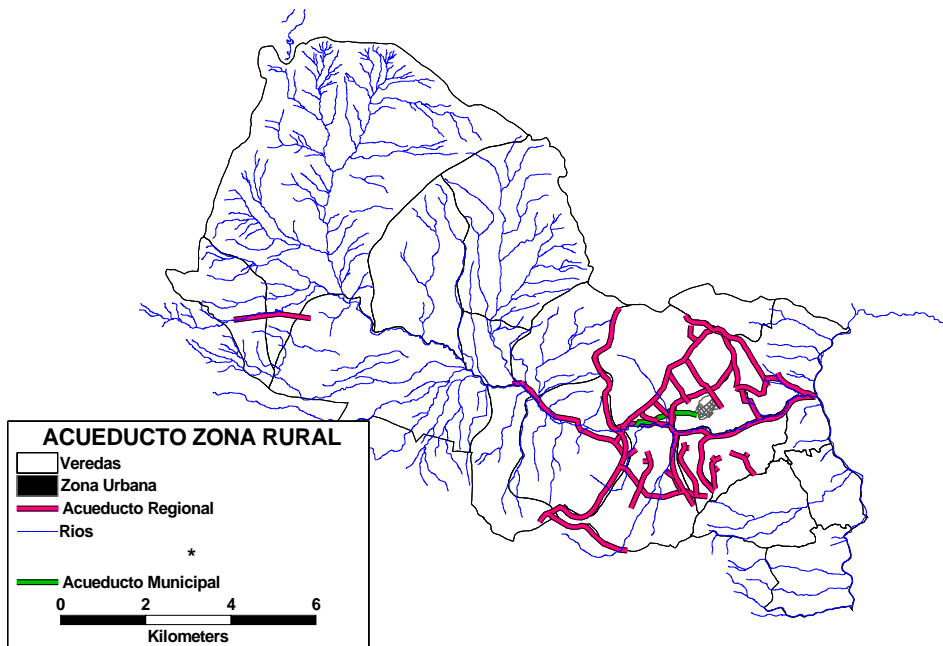 ACUEDUCTO ZONA RURAL
Veredas
Zona Urbana
Acueducto Regional
Rios
*
Acueducto Municipal
0 2 4 6
Kilometers